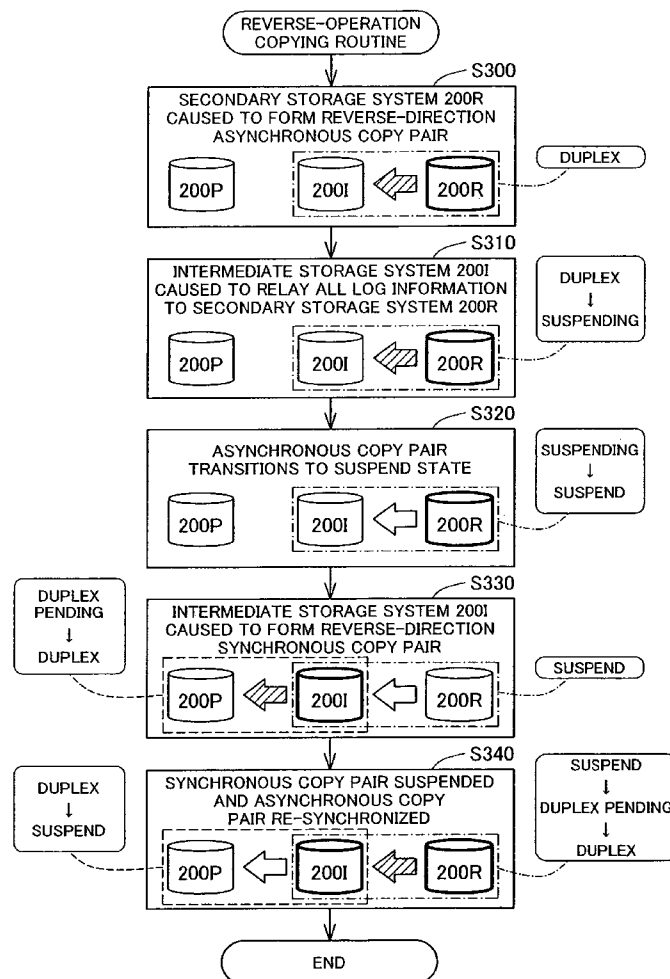 REVERSE-OPERATION
COPYING ROUTINE
S300
SECONDARY STORAGE SYSTEM 200R
CAUSED TO FORM REVERSE-DIRECTION
ASYNCHRONOUS COPY PAIR
200P
200I
200R
DUPLEX
S310
INTERMEDIATE STORAGE SYSTEM 200I
CAUSED TO RELAY ALL LOG INFORMATION
TO SECONDARY STORAGE SYSTEM 200R
200P
200I
200R
DUPLEX
↓
SUSPENDING
S320
ASYNCHRONOUS COPY PAIR
TRANSITIONS TO SUSPEND STATE
200P
200I
200R
SUSPENDING
↓
SUSPEND
S330
INTERMEDIATE STORAGE SYSTEM 200I
CAUSED TO FORM REVERSE-DIRECTION
SYNCHRONOUS COPY PAIR
DUPLEX
PENDING
↓
DUPLEX
200P
200I
200R
SUSPEND
S340
SYNCHRONOUS COPY PAIR SUSPENDED
AND ASYNCHRONOUS COPY
PAIR RE-SYNCHRONIZED
DUPLEX
↓
SUSPEND
200P
200I
200R
SUSPEND
↓
DUPLEX PENDING
↓
DUPLEX
END